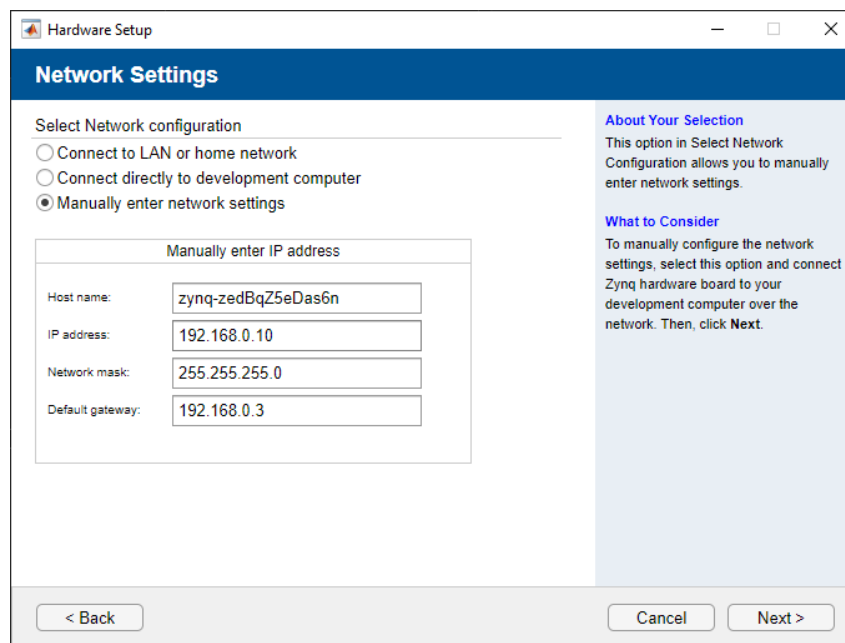 Hardware Setup
Network Settings
Select Network configuration
Connect to LAN or home network
Connect directly to development computer
Manually enter network settings
Manually enter IP address
Host name: zynq-zedBqZ5eDas6n
IP address: 192.168.0.10
Network mask: 255.255.255.0
Default gateway: 192.168.0.3
About Your Selection
This option in Select Network
Configuration allows you to manually
enter network settings.
What to Consider
To manually configure the network
settings, select this option and connect
Zynq hardware board to your
development computer over the
network. Then, click Next.
< Back
Cancel
Next >